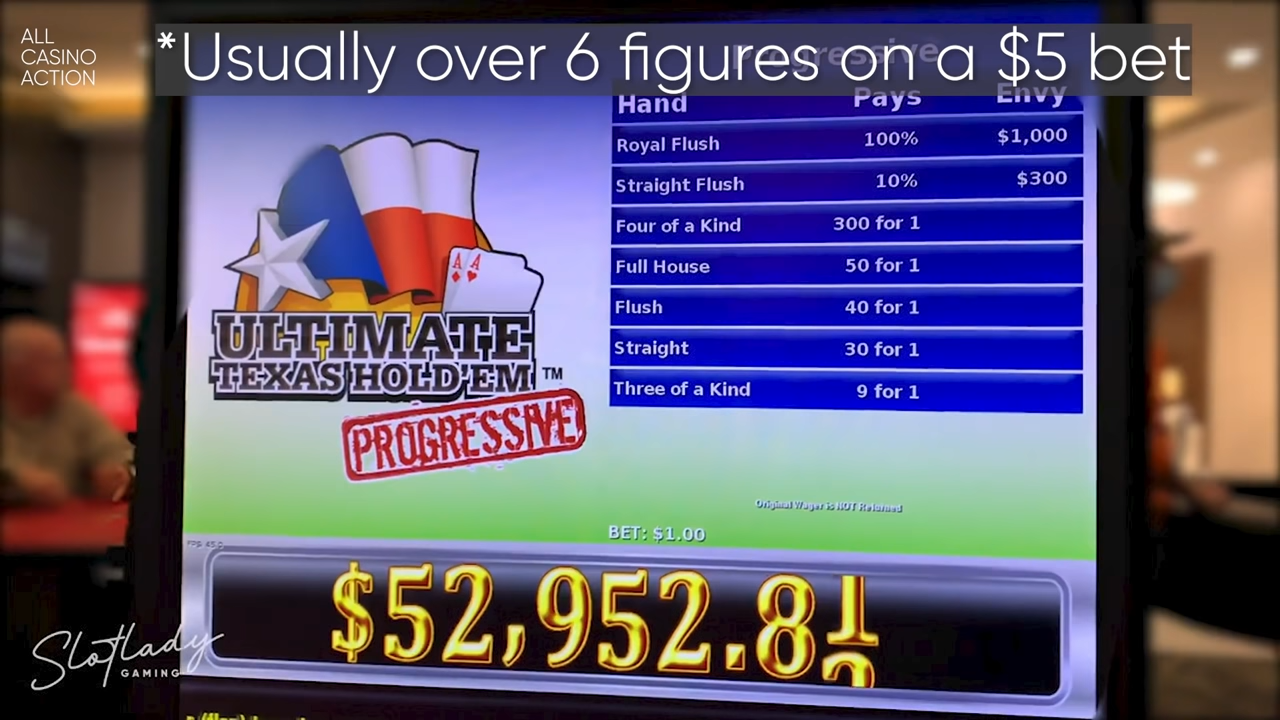 ALL
CASINO
ACTION
*Usually over 6 figures on a $5 bet
Progressive
Hand Pays Envy
Royal Flush 100% $1,000
Straight Flush 10% $300
Four of a Kind 300 for 1
Full House 50 for 1
Flush 40 for 1
Straight 30 for 1
Three of a Kind 9 for 1
A A
ULTIMATE
TEXAS HOLD'EM™
PROGRESSIVE
Original Wager is NOT Returned
BET: $1.00
$52,952.81
Slotlady
GAMING